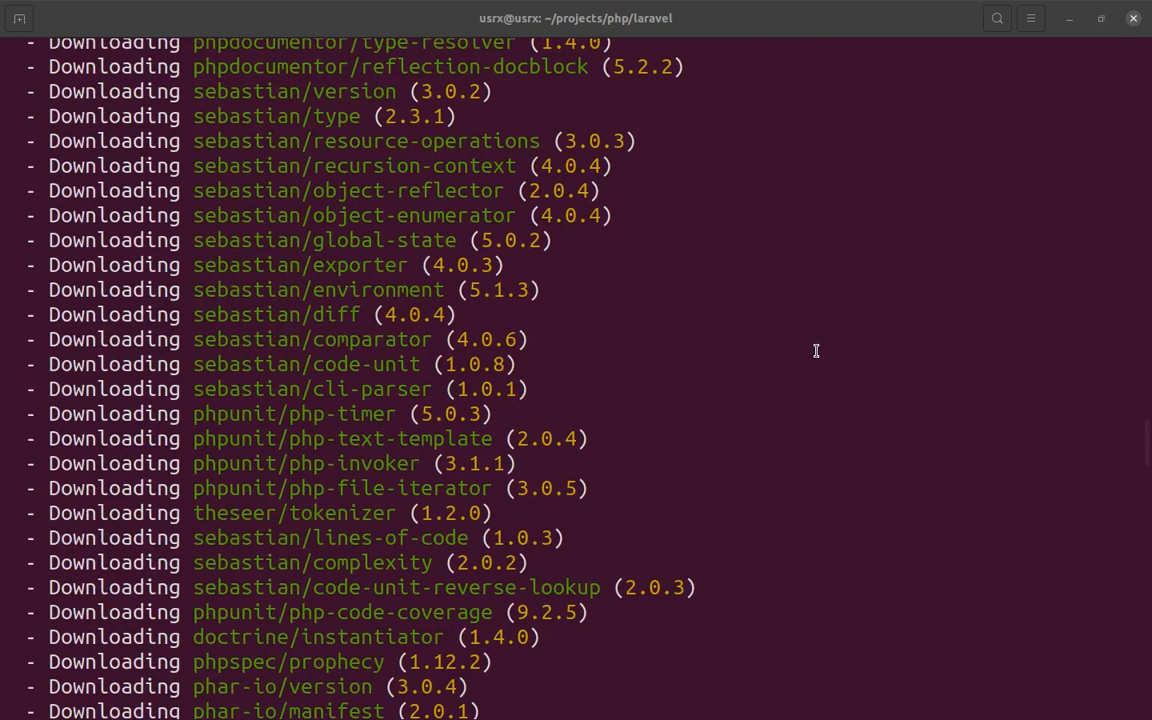 usrx@usrx: ~/projects/php/laravel
- Downloading phpdocumentor/type-resolver (1.4.0)
- Downloading phpdocumentor/reflection-docblock (5.2.2)
- Downloading sebastian/version (3.0.2)
- Downloading sebastian/type (2.3.1)
- Downloading sebastian/resource-operations (3.0.3)
- Downloading sebastian/recursion-context (4.0.4)
- Downloading sebastian/object-reflector (2.0.4)
- Downloading sebastian/object-enumerator (4.0.4)
- Downloading sebastian/global-state (5.0.2)
- Downloading sebastian/exporter (4.0.3)
- Downloading sebastian/environment (5.1.3)
- Downloading sebastian/diff (4.0.4)
- Downloading sebastian/comparator (4.0.6)
- Downloading sebastian/code-unit (1.0.8)
- Downloading sebastian/cli-parser (1.0.1)
- Downloading phpunit/php-timer (5.0.3)
- Downloading phpunit/php-text-template (2.0.4)
- Downloading phpunit/php-invoker (3.1.1)
- Downloading phpunit/php-file-iterator (3.0.5)
- Downloading theseer/tokenizer (1.2.0)
- Downloading sebastian/lines-of-code (1.0.3)
- Downloading sebastian/complexity (2.0.2)
- Downloading sebastian/code-unit-reverse-lookup (2.0.3)
- Downloading phpunit/php-code-coverage (9.2.5)
- Downloading doctrine/instantiator (1.4.0)
- Downloading phpspec/prophecy (1.12.2)
- Downloading phar-io/version (3.0.4)
- Downloading phar-io/manifest (2.0.1)